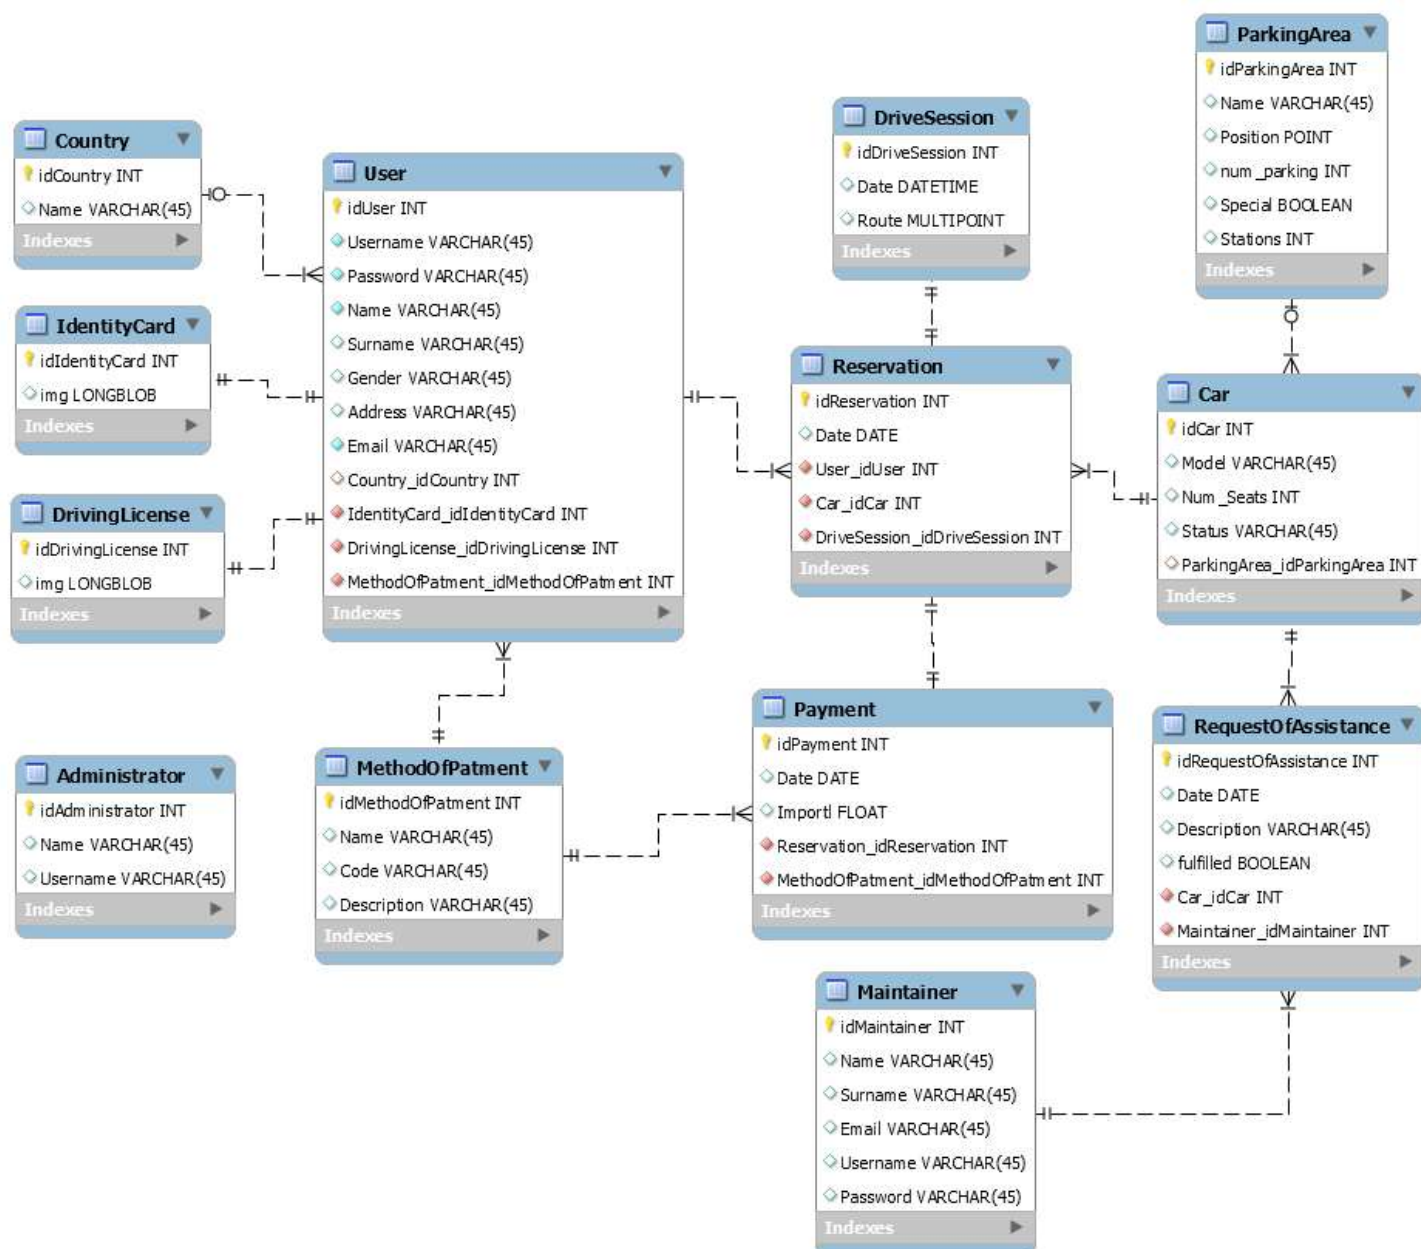 Country
idCountry INT
Name VARCHAR(45)
Indexes
IdentityCard
idIdentityCard INT
img LONGBLOB
Indexes
DrivingLicense
idDrivingLicense INT
img LONGBLOB
Indexes
Administrator
idAdministrator INT
Name VARCHAR(45)
Username VARCHAR(45)
Indexes
User
idUser INT
Username VARCHAR(45)
Password VARCHAR(45)
Name VARCHAR(45)
Surname VARCHAR(45)
Gender VARCHAR(45)
Address VARCHAR(45)
Email VARCHAR(45)
Country_idCountry INT
IdentityCard_idIdentityCard INT
DrivingLicense_idDrivingLicense INT
MethodOfPatment_idMethodOfPatment INT
Indexes
MethodOfPatment
idMethodOfPatment INT
Name VARCHAR(45)
Code VARCHAR(45)
Description VARCHAR(45)
Indexes
DriveSession
idDriveSession INT
Date DATETIME
Route MULTIPOINT
Indexes
Reservation
idReservation INT
Date DATE
User_idUser INT
Car_idCar INT
DriveSession_idDriveSession INT
Indexes
Payment
idPayment INT
Date DATE
Importl FLOAT
Reservation_idReservation INT
MethodOfPatment_idMethodOfPatment INT
Indexes
Maintainer
idMaintainer INT
Name VARCHAR(45)
Surname VARCHAR(45)
Email VARCHAR(45)
Username VARCHAR(45)
Password VARCHAR(45)
Indexes
ParkingArea
idParkingArea INT
Name VARCHAR(45)
Position POINT
num_parking INT
Special BOOLEAN
Stations INT
Indexes
Car
idCar INT
Model VARCHAR(45)
Num_Seats INT
Status VARCHAR(45)
ParkingArea_idParkingArea INT
Indexes
RequestOfAssistance
idRequestOfAssistance INT
Date DATE
Description VARCHAR(45)
fulfilled BOOLEAN
Car_idCar INT
Maintainer_idMaintainer INT
Indexes